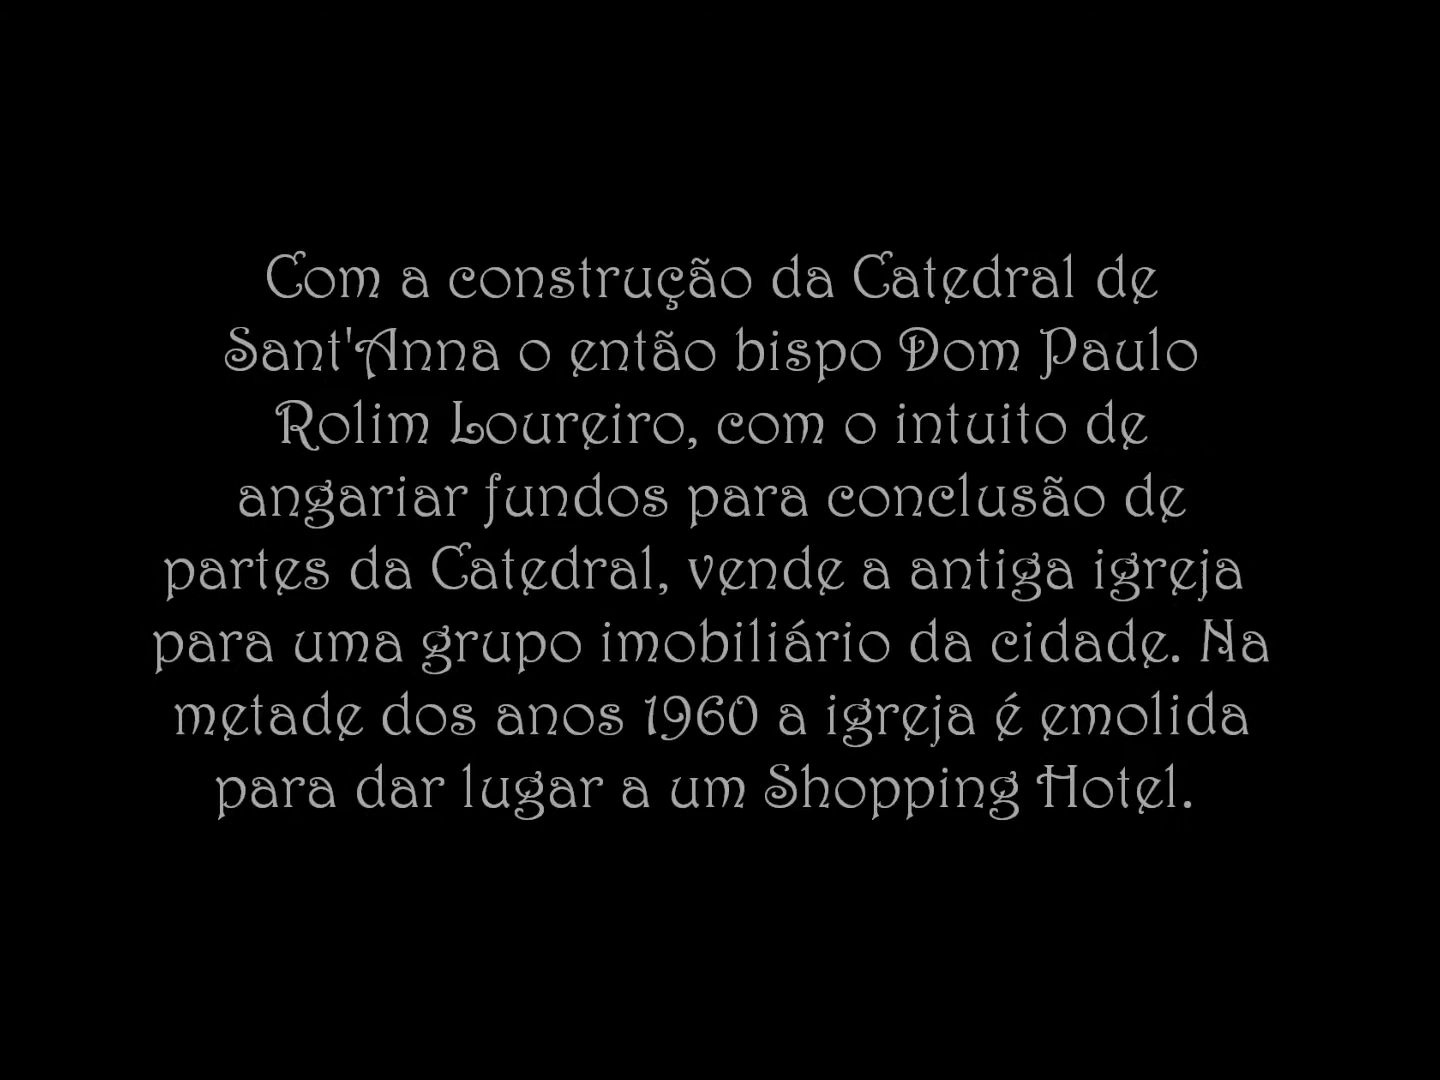 Com a construção da Catedral de
Sant'Anna o então bispo Dom Paulo
Rolim Loureiro, com o intuito de
angariar fundos para conclusão de
partes da Catedral, vende a antiga igreja
para uma grupo imobiliário da cidade. Na
metade dos anos 1960 a igreja é emolida
para dar lugar a um Shopping Hotel.